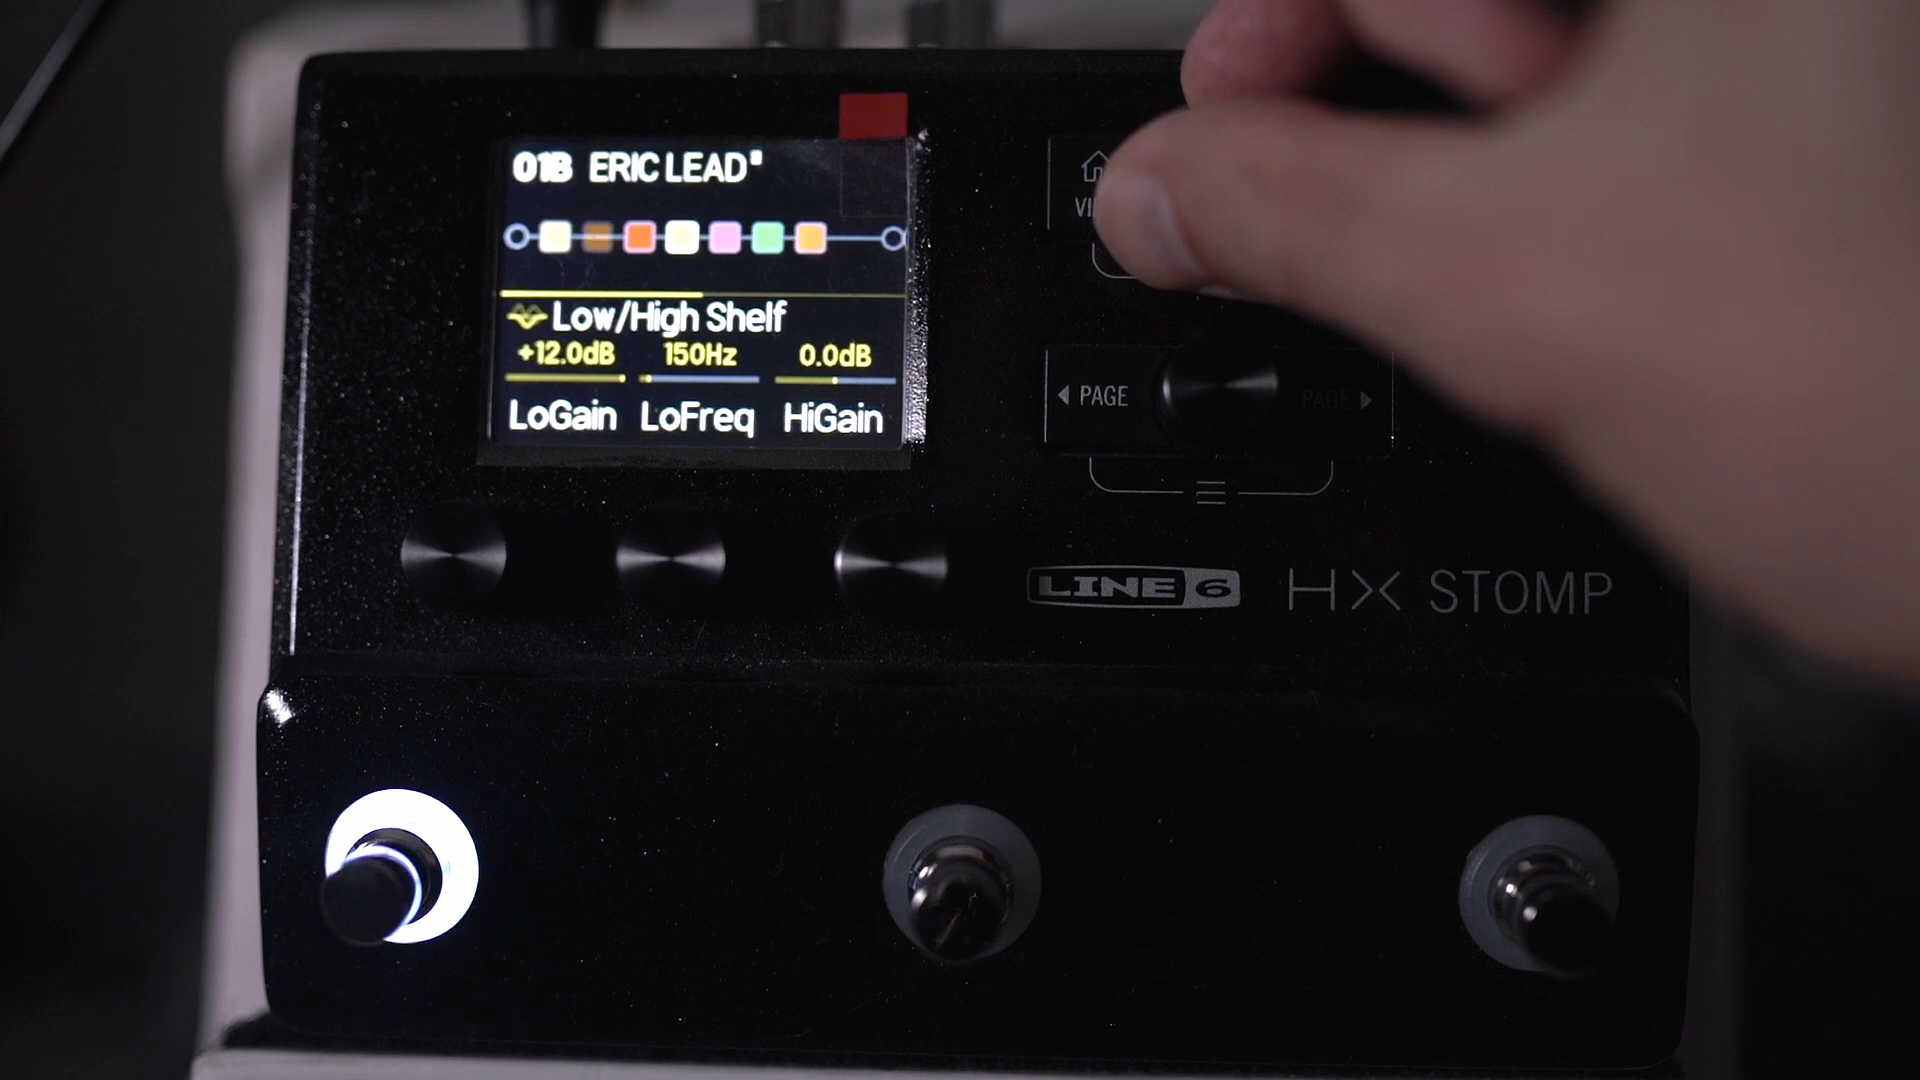 01B ERIC LEAD
Low/High Shelf
+12.0dB 150Hz 0.0dB
LoGain LoFreq HiGain
PAGE PAGE
LINE 6 HX STOMP